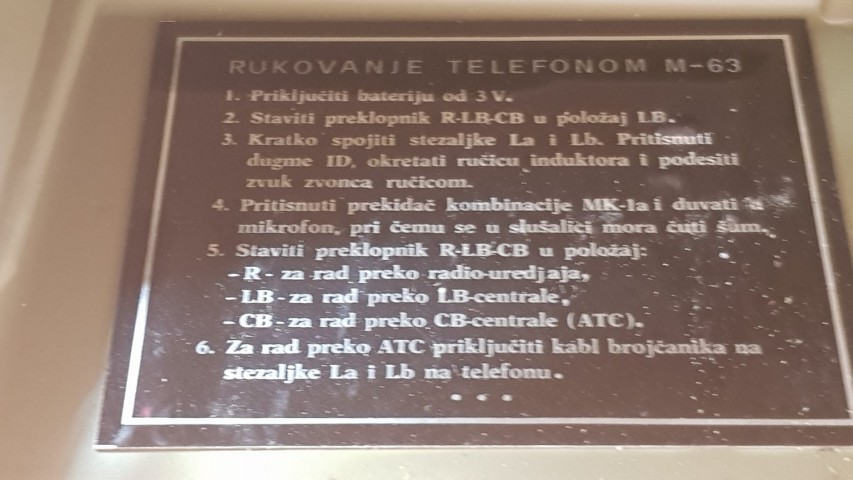 RUKOVANJE TELEFONOM M-63
1. Priključiti bateriju od 3 V.
2. Staviti preklopnik R-LB-CB u položaj LB.
3. Kratko spojiti stezaljke La i Lb. Pritisnuti
dugme ID, okretati ručicu induktora i podesiti
zvuk zvonca ručicom.
4. Pritisnuti prekidač kombinacije MK-1a i duvati u
mikrofon, pri čemu se u slušalici mora čuti šum.
5. Staviti preklopnik R-LB-CB u položaj:
-R- za rad preko radio-uredjaja,
-LB- za rad preko LB-centrale,
-CB- za rad preko CB-centrale (ATC).
6. Za rad preko ATC priključiti kabl brojčanika na
stezaljke La i Lb na telefonu.